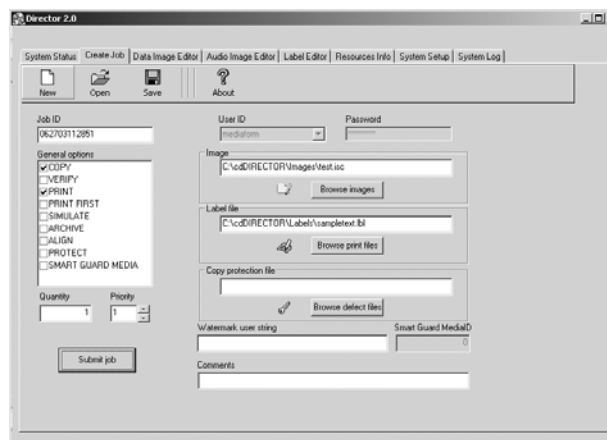 Director 2.0
System Status Create Job Data Image Editor Audio Image Editor Label Editor Resources Info System Setup System Log
New Open Save About
Job ID
062703112851
User ID
mediaform
Password
General options
COPY
VERIFY
PRINT
PRINT FIRST
SIMULATE
ARCHIVE
ALIGN
PROTECT
SMART GUARD MEDIA
Quantity
1
Priority
1
Submit job
Image
C:\cdDIRECTOR\Images\test.isc
Browse images
Label file
C:\cdDIRECTOR\Labels\sampletext.lbl
Browse print files
Copy protection file
Browse defect files
Watermark user string
Smart Guard MediaID
0
Comments